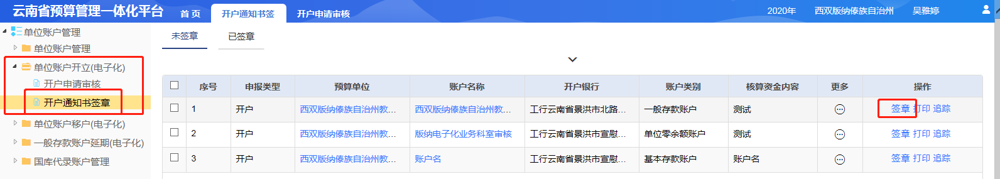 云南省预算管理一体化平台 首 页 开户通知书签 开户申请审核 2020年 西双版纳傣族自治州 吴雅婷
单位账户管理
单位账户管理
单位账户开立(电子化)
开户申请审核
开户通知书签章
单位账户移户(电子化)
一般存款账户延期(电子化)
国库代录账户管理
未签章 已签章
序号 申报类型 预算单位 账户名称 开户银行 账户类别 核算资金内容 更多 操作
1 开户 西双版纳傣族自治州教... 西双版纳傣族自治州教... 工行云南省景洪市北路... 一般存款账户 测试 签章 打印 追踪
2 开户 西双版纳傣族自治州教... 版纳电子化业务科室审核 工行云南省景洪市宣慰... 单位零余额账户 测试 签章 打印 追踪
3 开户 西双版纳傣族自治州教... 账户名 工行云南省景洪市宣慰... 基本存款账户 账户名 签章 打印 追踪